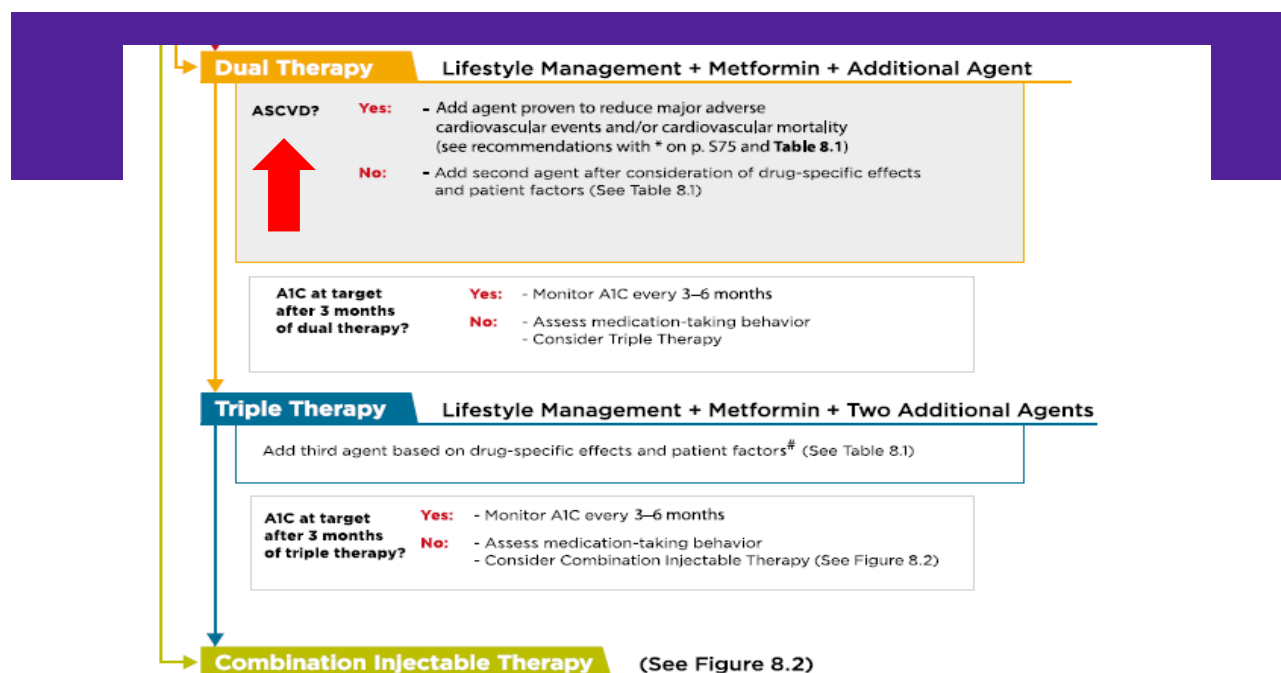 Dual Therapy Lifestyle Management + Metformin + Additional Agent
ASCVD? Yes: - Add agent proven to reduce major adverse
cardiovascular events and/or cardiovascular mortality
(see recommendations with * on p. S75 and Table 8.1)
No: - Add second agent after consideration of drug-specific effects
and patient factors (See Table 8.1)
A1C at target
after 3 months
of dual therapy?
Yes: - Monitor A1C every 3–6 months
No: - Assess medication-taking behavior
- Consider Triple Therapy
Triple Therapy Lifestyle Management + Metformin + Two Additional Agents
Add third agent based on drug-specific effects and patient factors# (See Table 8.1)
A1C at target
after 3 months
of triple therapy?
Yes: - Monitor A1C every 3–6 months
No: - Assess medication-taking behavior
- Consider Combination Injectable Therapy (See Figure 8.2)
Combination Injectable Therapy (See Figure 8.2)